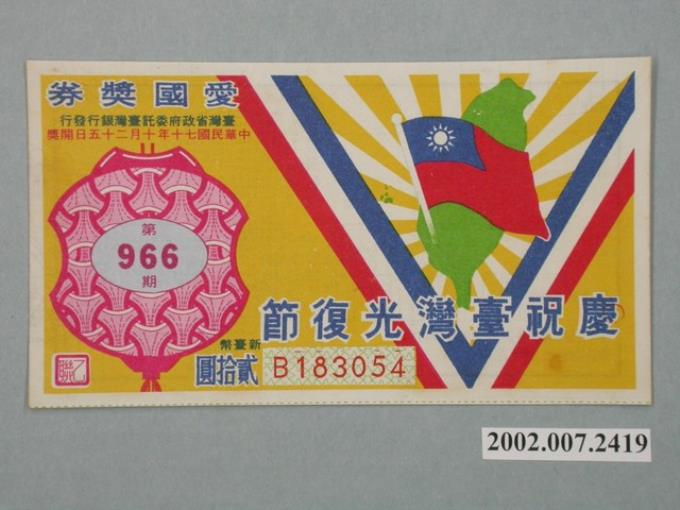 愛國獎券
臺灣省政府委託臺灣銀行發行
中華民國七十年十月二十五日開獎
第
966
期
慶祝臺灣光復節
新臺幣
貳拾圓
B183054
聯乙
2002.007.2419